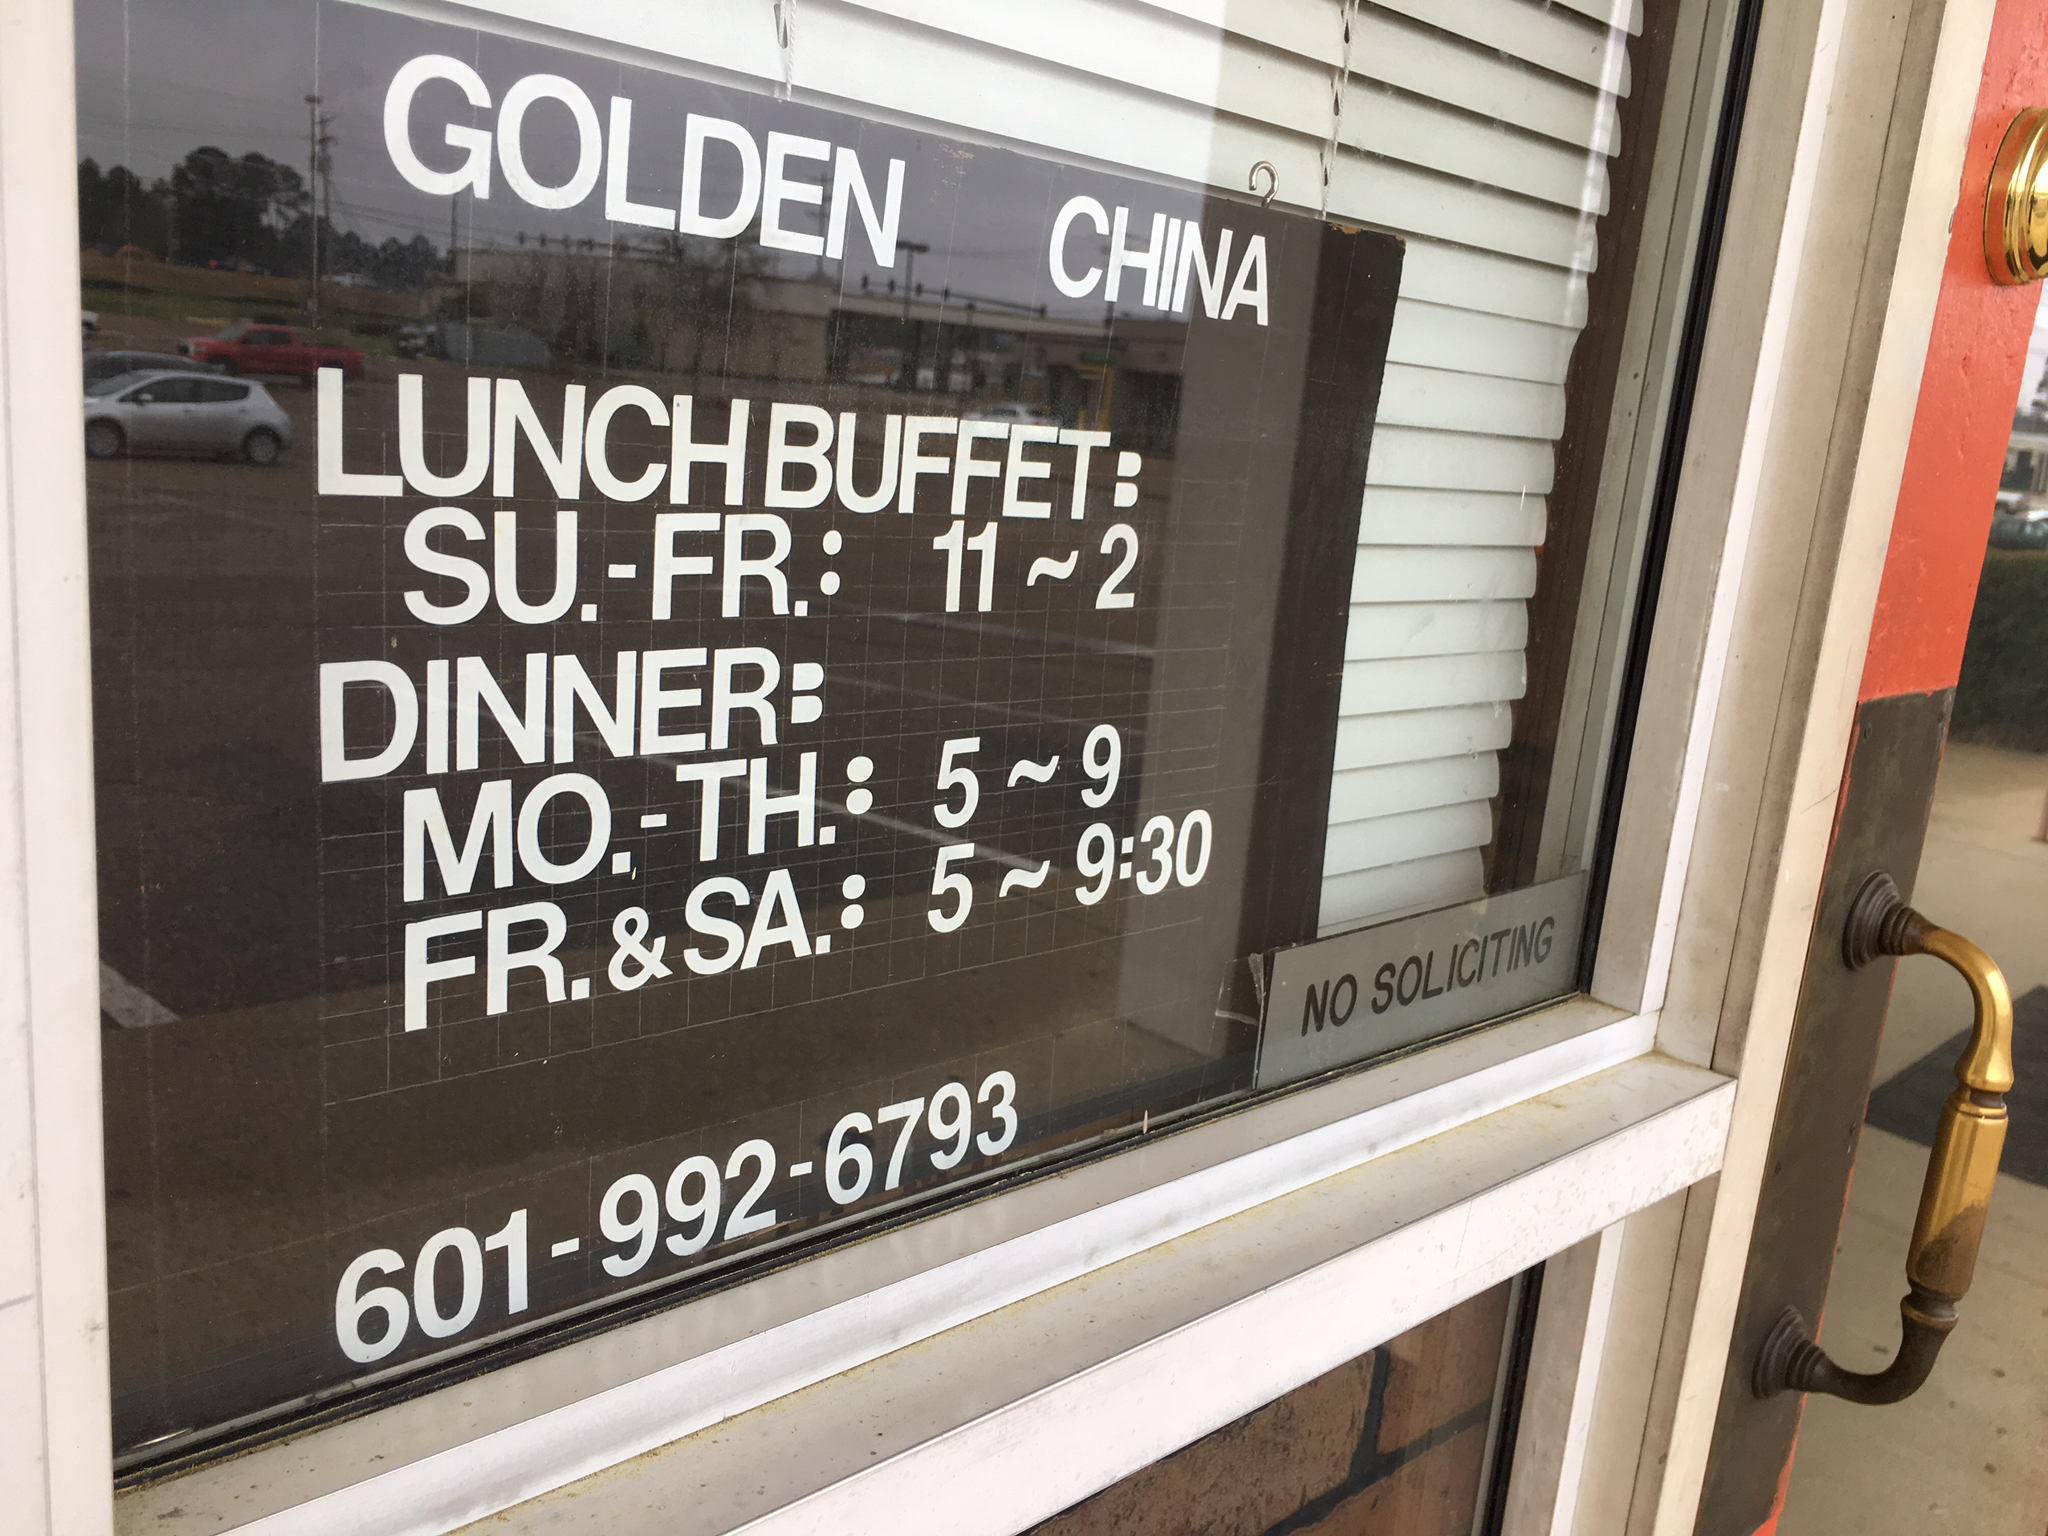 GOLDEN CHINA
LUNCH BUFFET:
SU.-FR.: 11 ~ 2
DINNER:
MO.-TH.: 5 ~ 9
FR. & SA.: 5 ~ 9:30
601-992-6793
NO SOLICITING